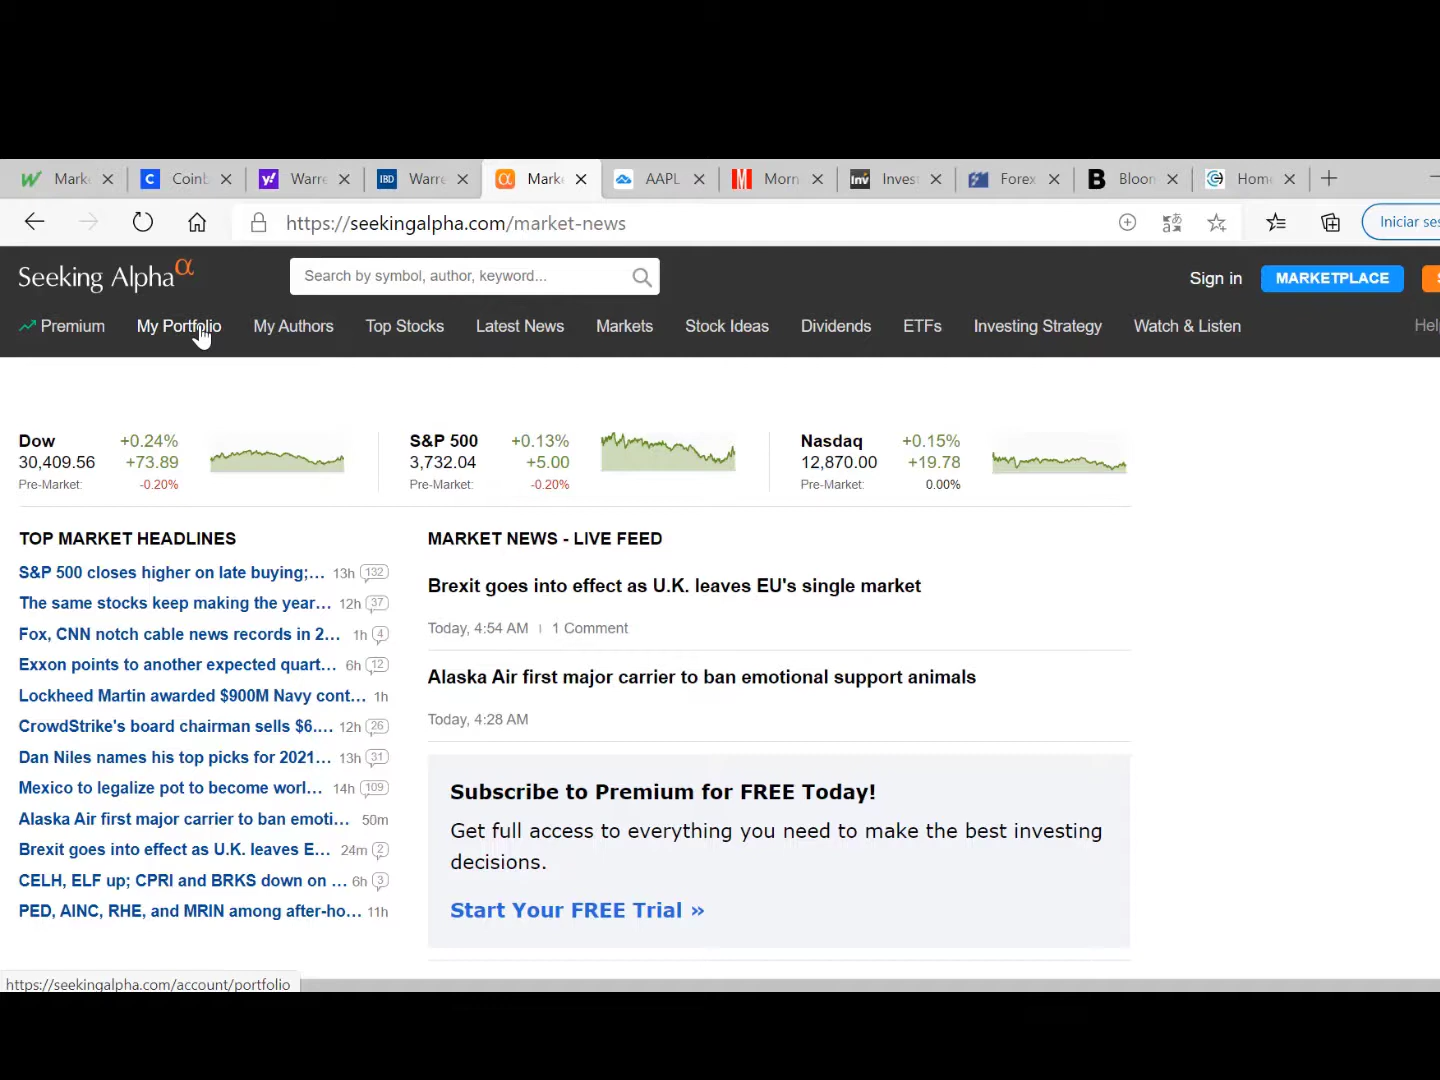 Mark
Coinb
Warre
IBD
Warre
Mark
AAPL
Morn
Inv
Invest
Forex
B
Bloon
Home
https://seekingalpha.com/market-news
Iniciar ses
Seeking Alpha α
Search by symbol, author, keyword...
Sign in
MARKETPLACE
Premium
My Portfolio
My Authors
Top Stocks
Latest News
Markets
Stock Ideas
Dividends
ETFs
Investing Strategy
Watch & Listen
Hel
Dow +0.24%
30,409.56 +73.89
Pre-Market: -0.20%
S&P 500 +0.13%
3,732.04 +5.00
Pre-Market: -0.20%
Nasdaq +0.15%
12,870.00 +19.78
Pre-Market: 0.00%
TOP MARKET HEADLINES
S&P 500 closes higher on late buying;... 13h 132
The same stocks keep making the year... 12h 37
Fox, CNN notch cable news records in 2... 1h 4
Exxon points to another expected quart... 6h 12
Lockheed Martin awarded $900M Navy cont... 1h
CrowdStrike's board chairman sells $6.... 12h 26
Dan Niles names his top picks for 2021... 13h 31
Mexico to legalize pot to become worl... 14h 109
Alaska Air first major carrier to ban emoti... 50m
Brexit goes into effect as U.K. leaves E... 24m 2
CELH, ELF up; CPRI and BRKS down on ... 6h 3
PED, AINC, RHE, and MRIN among after-ho... 11h
MARKET NEWS - LIVE FEED
Brexit goes into effect as U.K. leaves EU's single market
Today, 4:54 AM | 1 Comment
Alaska Air first major carrier to ban emotional support animals
Today, 4:28 AM
Subscribe to Premium for FREE Today!
Get full access to everything you need to make the best investing
decisions.
Start Your FREE Trial »
https://seekingalpha.com/account/portfolio